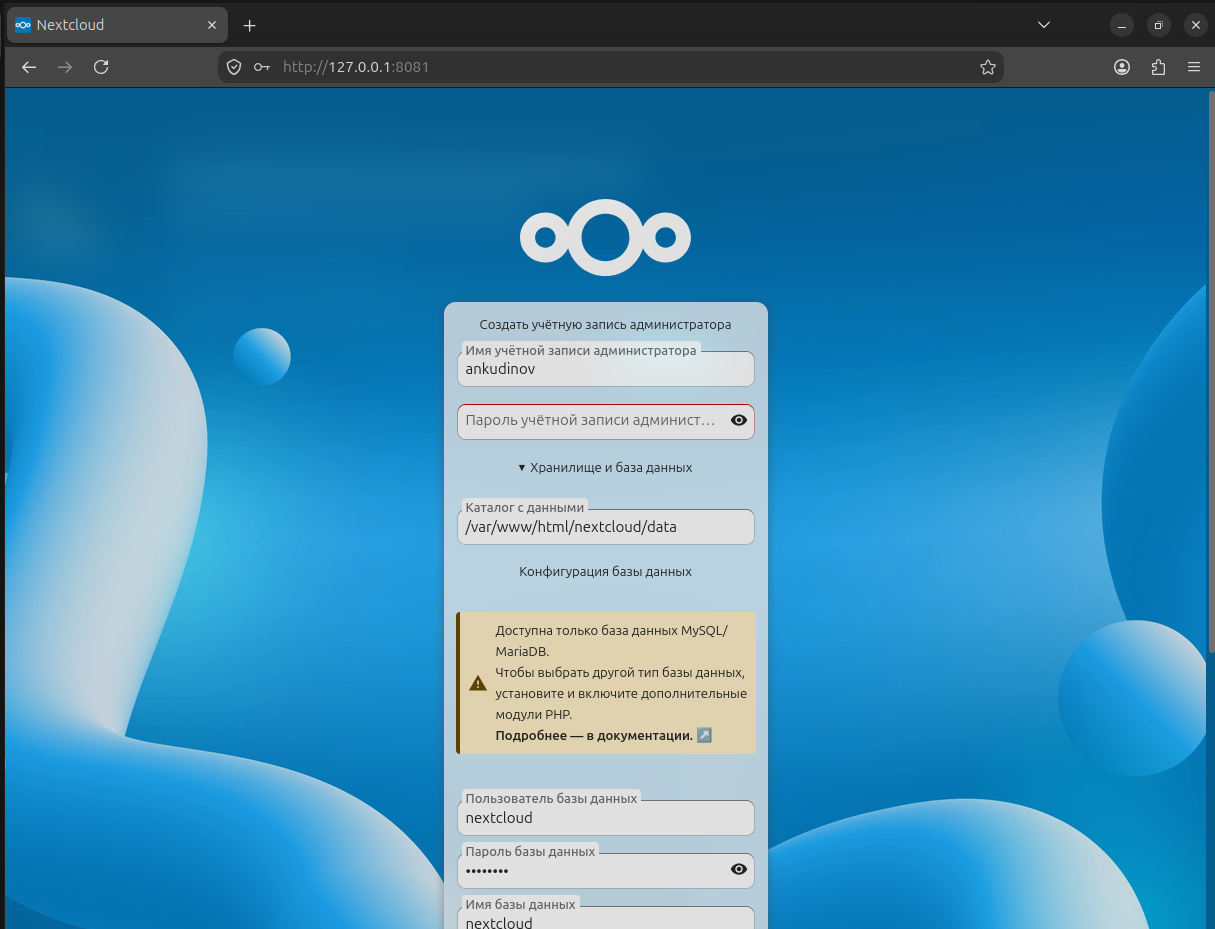 Nextcloud
http://127.0.0.1:8081
Создать учётную запись администратора
Имя учётной записи администратора
ankudinov
Пароль учётной записи админист…
▼ Хранилище и база данных
Каталог с данными
/var/www/html/nextcloud/data
Конфигурация базы данных
Доступна только база данных MySQL/
MariaDB.
Чтобы выбрать другой тип базы данных,
установите и включите дополнительные
модули PHP.
Подробнее — в документации. ↗
Пользователь базы данных
nextcloud
Пароль базы данных
••••••••
Имя базы данных
nextcloud